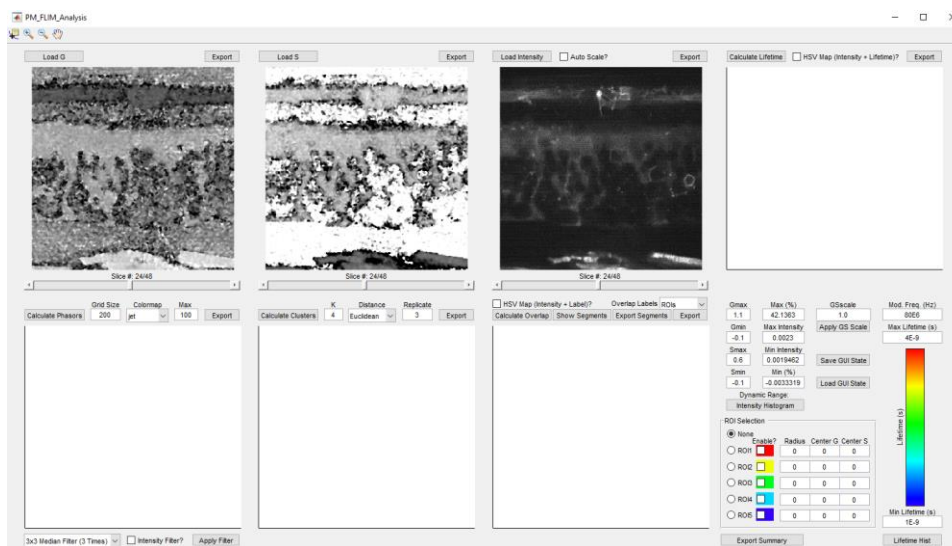 PM_FLIM_Analysis
Load G Export
Load S Export
Load Intensity Auto Scale? Export
Calculate Lifetime HSV Map (Intensity + Lifetime)? Export
Slice #: 24/48
Slice #: 24/48
Slice #: 24/48
Grid Size Colormap Max
Calculate Phasors 200 jet 100 Export
K Distance Replicate
Calculate Clusters 4 Euclidean 3 Export
HSV Map (Intensity + Label)? Overlap Labels ROIs
Calculate Overlap Show Segments Export Segments Export
Gmax Max (%) GSscale Mod. Freq. (Hz)
1.1 42.1363 1.0 80E6
Gmin Max Intensity Apply GS Scale Max Lifetime (s)
-0.1 0.0023 4E-9
Smax Min Intensity
0.6 0.0019462 Save GUI State
Smin Min (%)
-0.1 -0.0033319 Load GUI State
Dynamic Range:
Intensity Histogram
Lifetime (s)
ROI Selection
None
Enable? Radius Center G Center S
ROI1 0 0 0
ROI2 0 0 0
ROI3 0 0 0
ROI4 0 0 0
ROI5 0 0 0
Min Lifetime (s)
1E-9
3x3 Median Filter (3 Times) Intensity Filter? Apply Filter
Export Summary Lifetime Hist